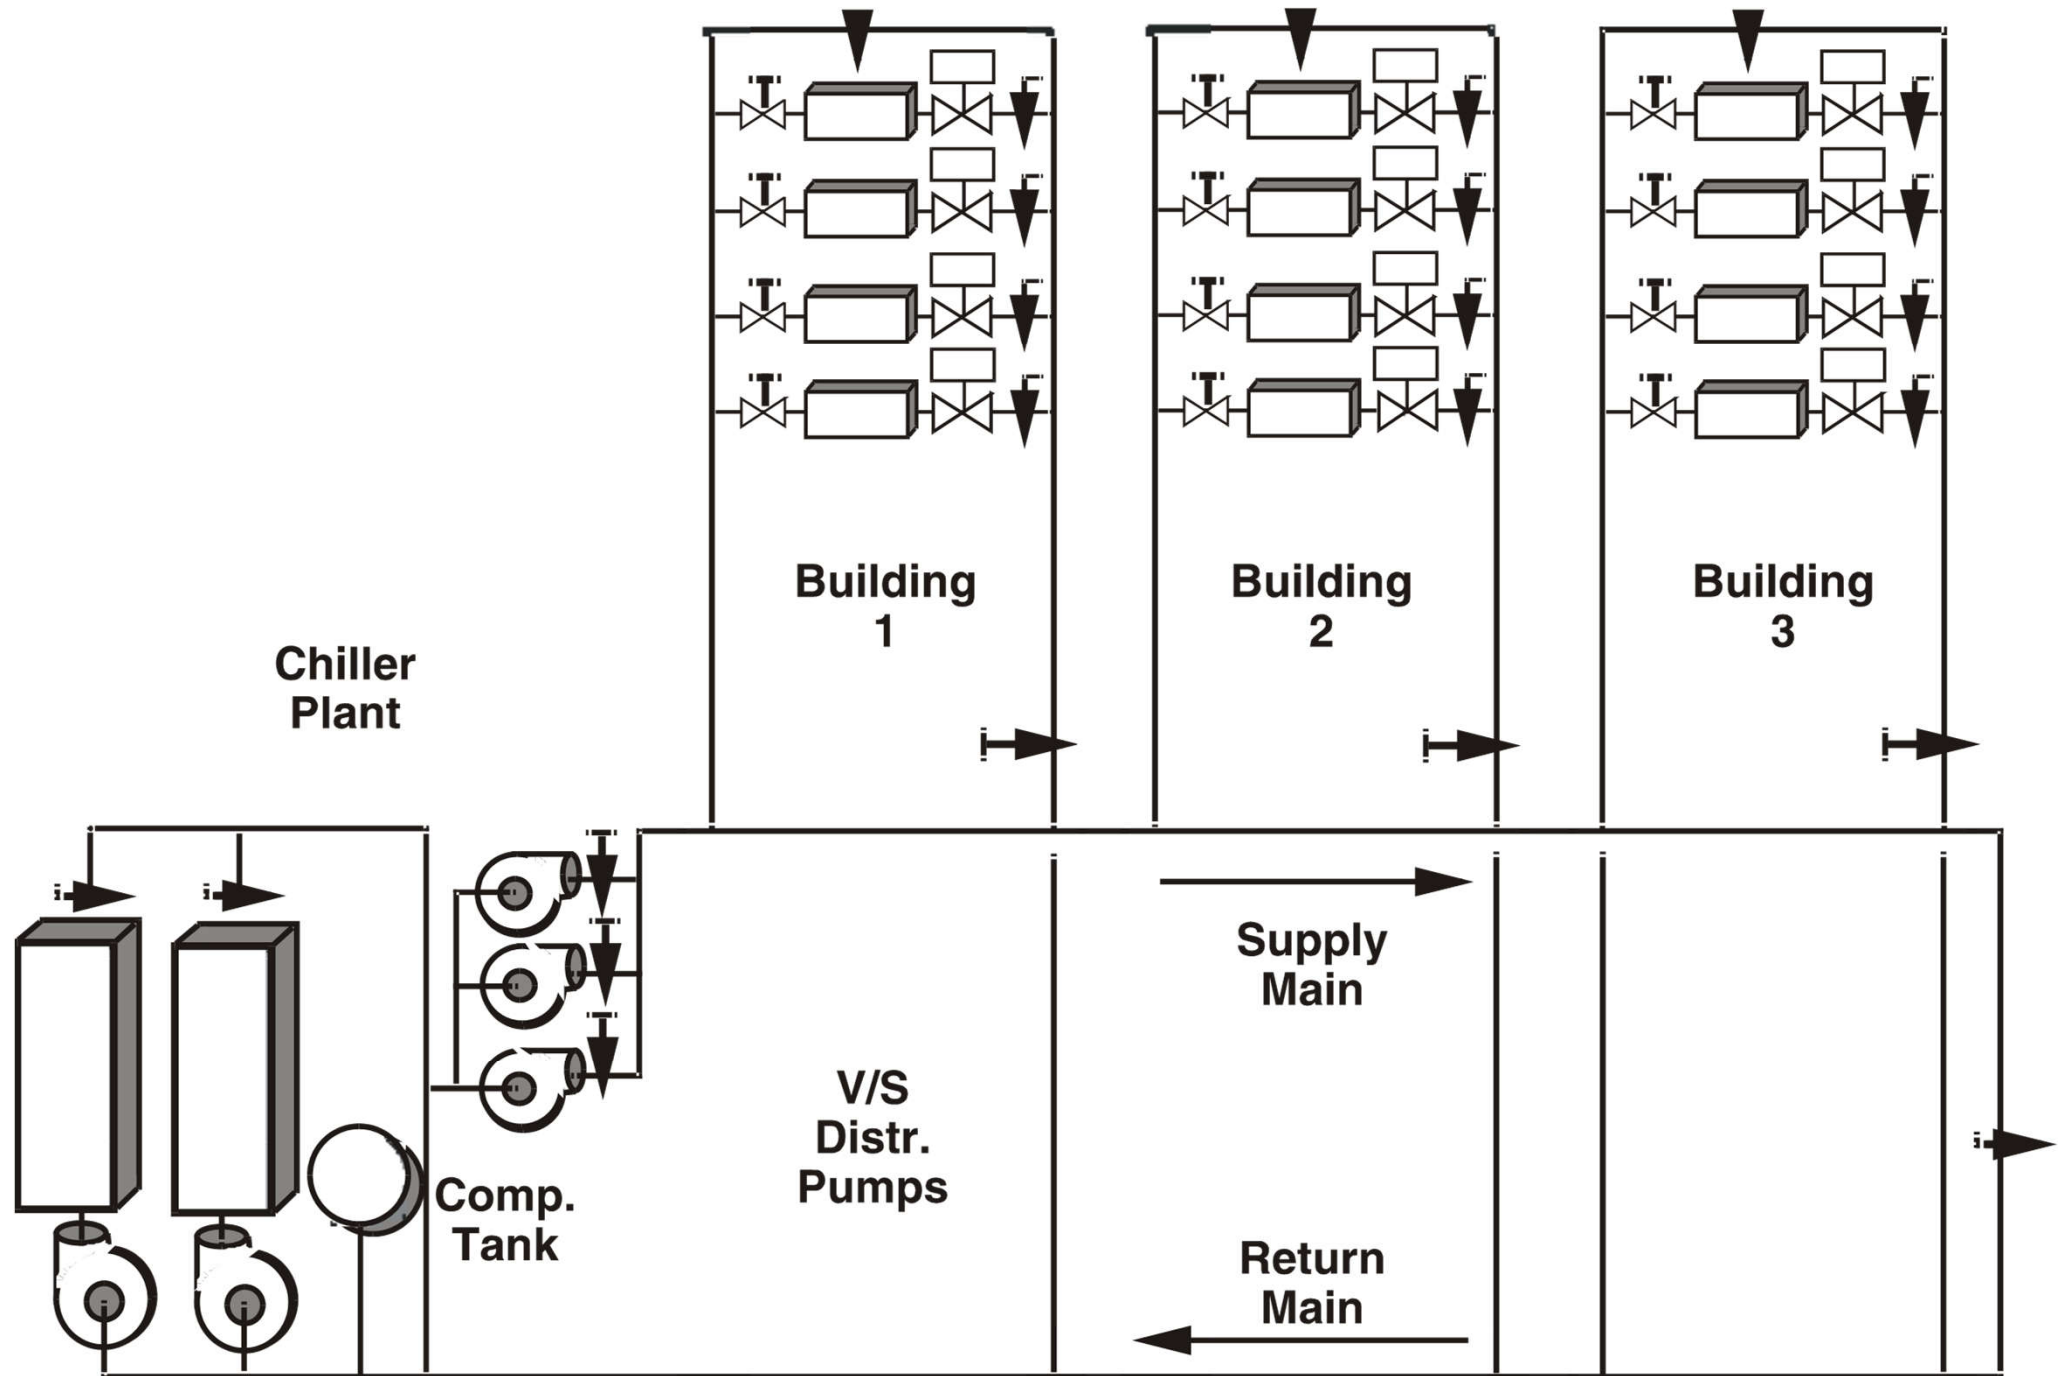 Building
1
Building
2
Building
3
Chiller
Plant
Supply
Main
V/S
Distr.
Pumps
Comp.
Tank
Return
Main